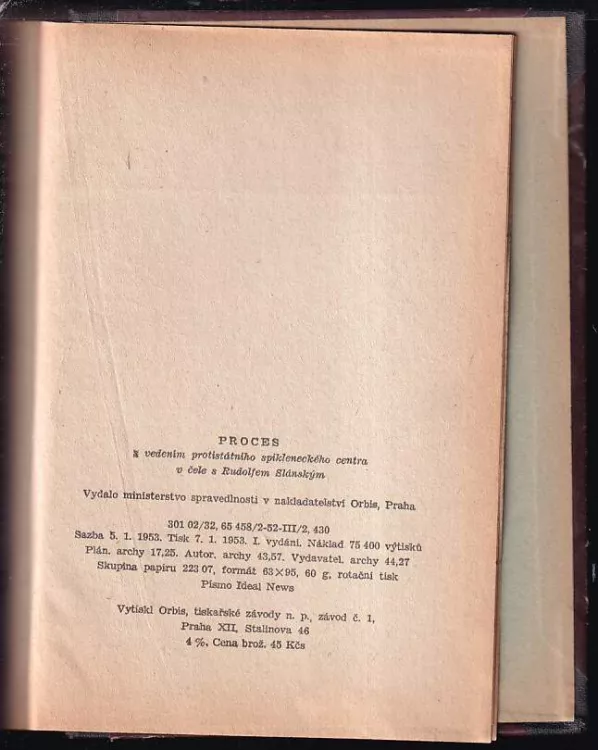 PROCES
s vedením protistátního spikleneckého centra
v čele s Rudolfem Slánským
Vydalo ministerstvo spravedlnosti v nakladatelství Orbis, Praha
301 02/32, 65 458/2-52-III/2, 430
Sazba 5. 1. 1953. Tisk 7. 1. 1953. I. vydání. Náklad 75 400 výtisků
Plán. archy 17,25. Autor. archy 43,57. Vydavatel. archy 44,27
Skupina papíru 223 07, formát 63×95, 60 g, rotační tisk
Písmo Ideal News
Vytiskl Orbis, tiskařské závody n. p., závod č. 1,
Praha XII, Stalinova 46
4 %. Cena brož. 45 Kčs